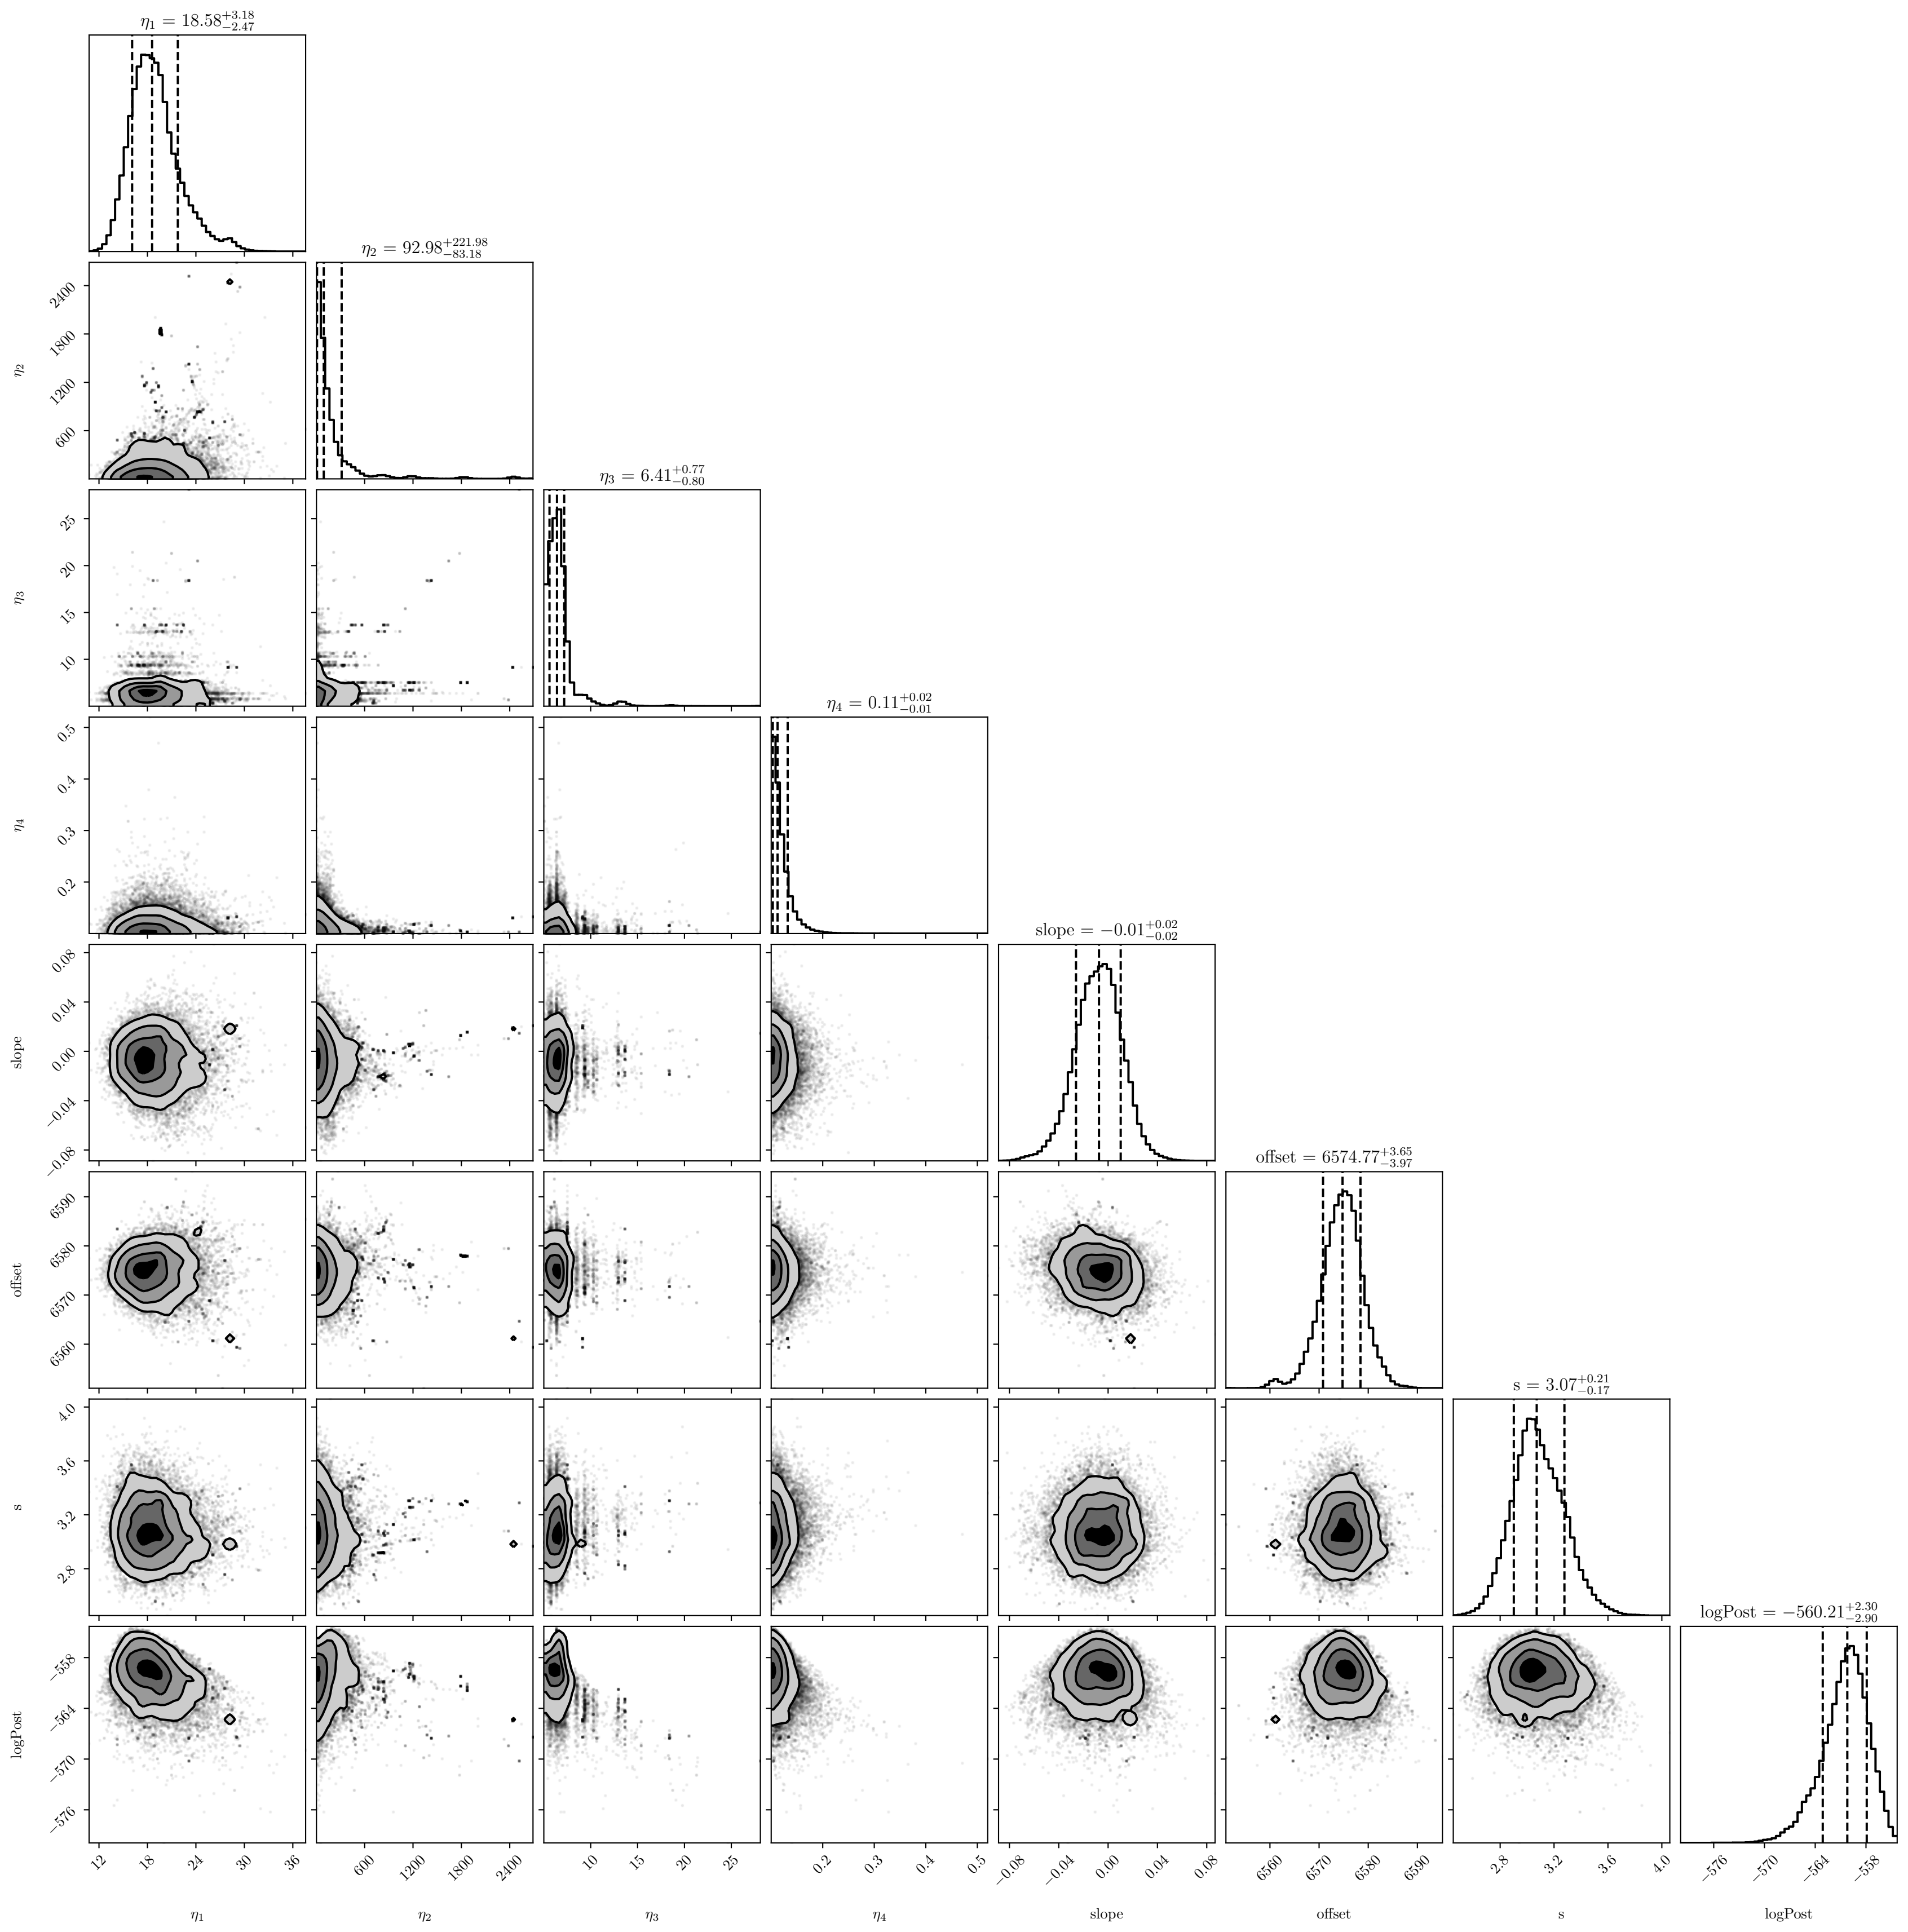 η₁ = 18.58 +3.18 −2.47
η₂ = 92.98 +221.98 −83.18
2400
1800
1200
600
η₂
η₃ = 6.41 +0.77 −0.80
25
20
15
10
η₃
η₄ = 0.11 +0.02 −0.01
0.5
0.4
0.3
0.2
η₄
slope = −0.01 +0.02 −0.02
0.08
0.04
0.00
−0.04
−0.08
slope
offset = 6574.77 +3.65 −3.97
6590
6580
6570
6560
offset
s = 3.07 +0.21 −0.17
4.0
3.6
3.2
2.8
s
logPost = −560.21 +2.30 −2.90
−558
−564
−570
−576
logPost
12 18 24 30 36 600 1200 1800 2400 10 15 20 25 0.2 0.3 0.4 0.5 −0.08 −0.04 0.00 0.04 0.08 6560 6570 6580 6590 2.8 3.2 3.6 4.0 −576 −570 −564 −558
η₁ η₂ η₃ η₄ slope offset s logPost